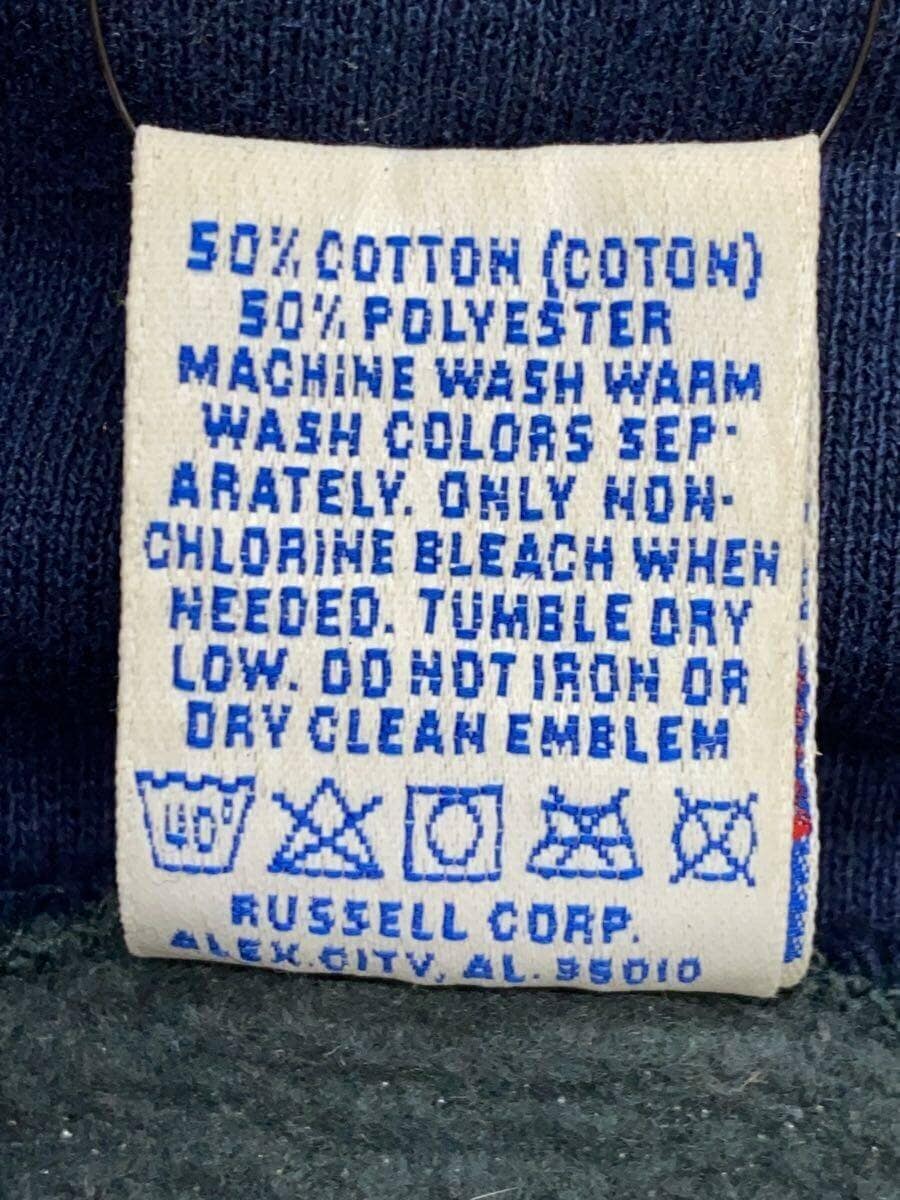 50% COTTON (COTON)
50% POLYESTER
MACHINE WASH WARM
WASH COLORS SEP-
ARATELY. ONLY NON-
CHLORINE BLEACH WHEN
NEEDED. TUMBLE DRY
LOW. DO NOT IRON OR
DRY CLEAN EMBLEM
40°
RUSSELL CORP.
ALEX. CITY, AL. 35010